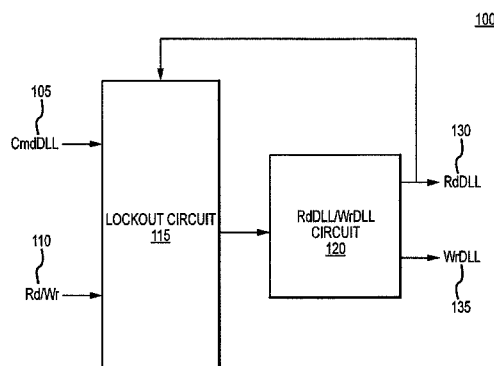 100
105
CmdDLL
110
Rd/Wr
LOCKOUT CIRCUIT
115
RdDLL/WrDLL
CIRCUIT
120
130
RdDLL
WrDLL
135